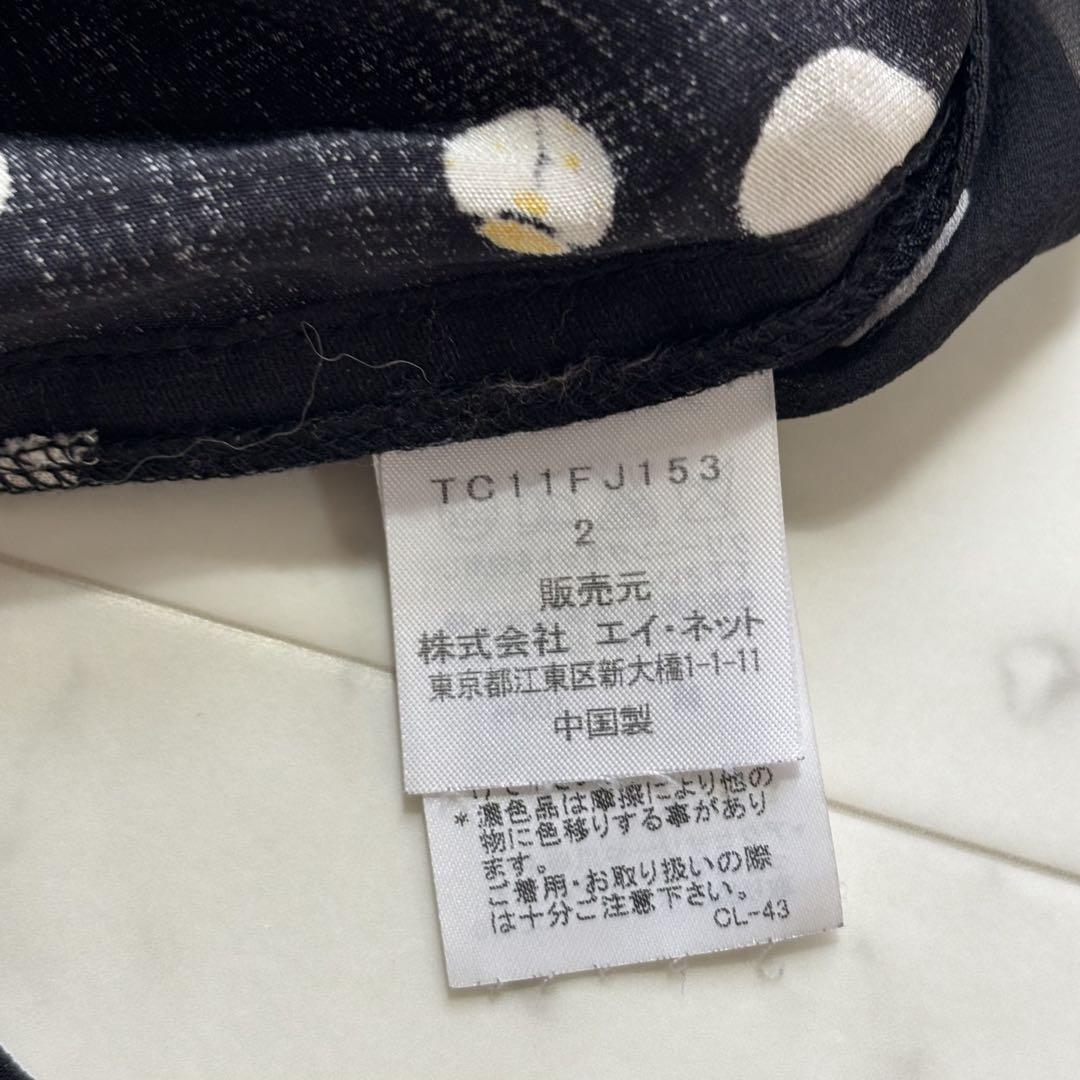 TC11FJ153
2
販売元
株式会社 エイ・ネット
東京都江東区新大橋1-1-11
中国製
*濃色品は摩擦により他の
物に色移りする事があり
ます。
ご着用・お取り扱いの際
は十分ご注意下さい。
CL-43